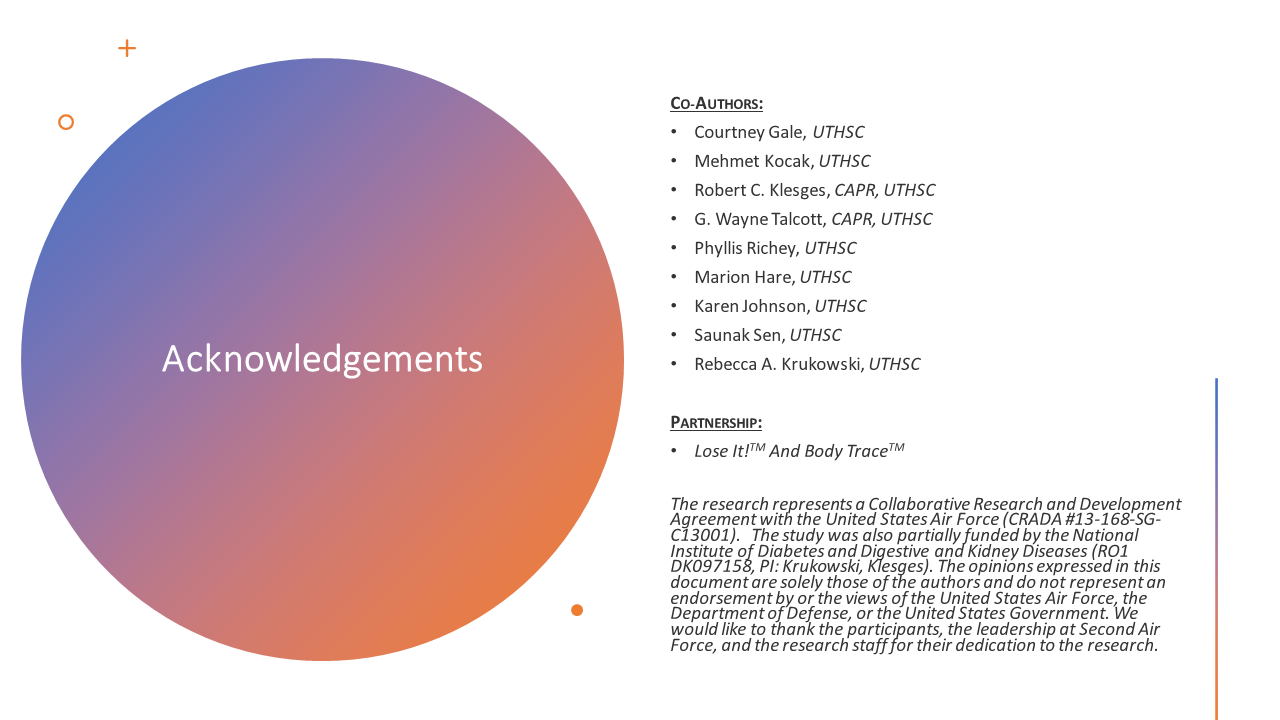 Acknowledgements
CO-AUTHORS:
• Courtney Gale, UTHSC
• Mehmet Kocak, UTHSC
• Robert C. Klesges, CAPR, UTHSC
• G. Wayne Talcott, CAPR, UTHSC
• Phyllis Richey, UTHSC
• Marion Hare, UTHSC
• Karen Johnson, UTHSC
• Saunak Sen, UTHSC
• Rebecca A. Krukowski, UTHSC
PARTNERSHIP:
• Lose It!TM And Body TraceTM
The research represents a Collaborative Research and Development
Agreement with the United States Air Force (CRADA #13-168-SG-
C13001).   The study was also partially funded by the National
Institute of Diabetes and Digestive and Kidney Diseases (RO1
DK097158, PI: Krukowski, Klesges). The opinions expressed in this
document are solely those of the authors and do not represent an
endorsement by or the views of the United States Air Force, the
Department of Defense, or the United States Government. We
would like to thank the participants, the leadership at Second Air
Force, and the research staff for their dedication to the research.